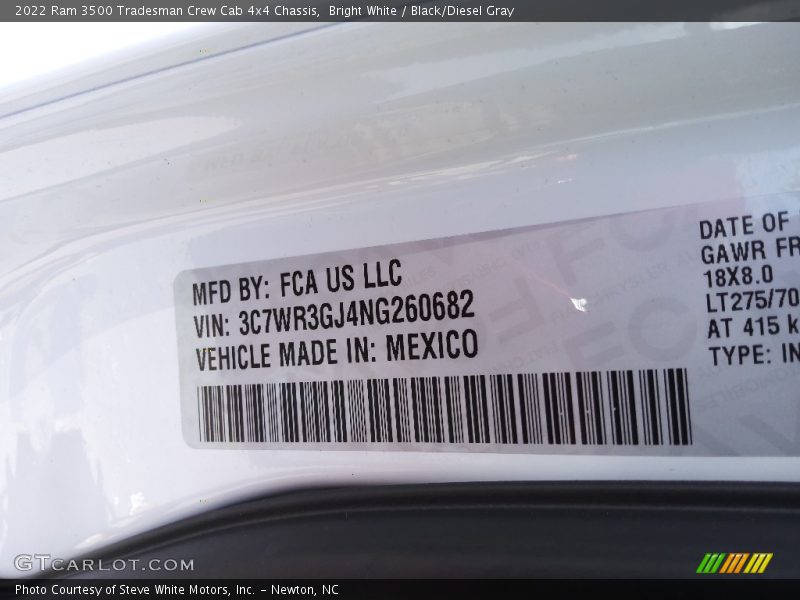 2022 Ram 3500 Tradesman Crew Cab 4x4 Chassis, Bright White / Black/Diesel Gray
MFD BY: FCA US LLC
VIN: 3C7WR3GJ4NG260682
VEHICLE MADE IN: MEXICO
DATE OF
GAWR FR
18X8.0
LT275/70
AT 415 k
TYPE: IN
GTCARLOT.COM
Photo Courtesy of Steve White Motors, Inc. – Newton, NC